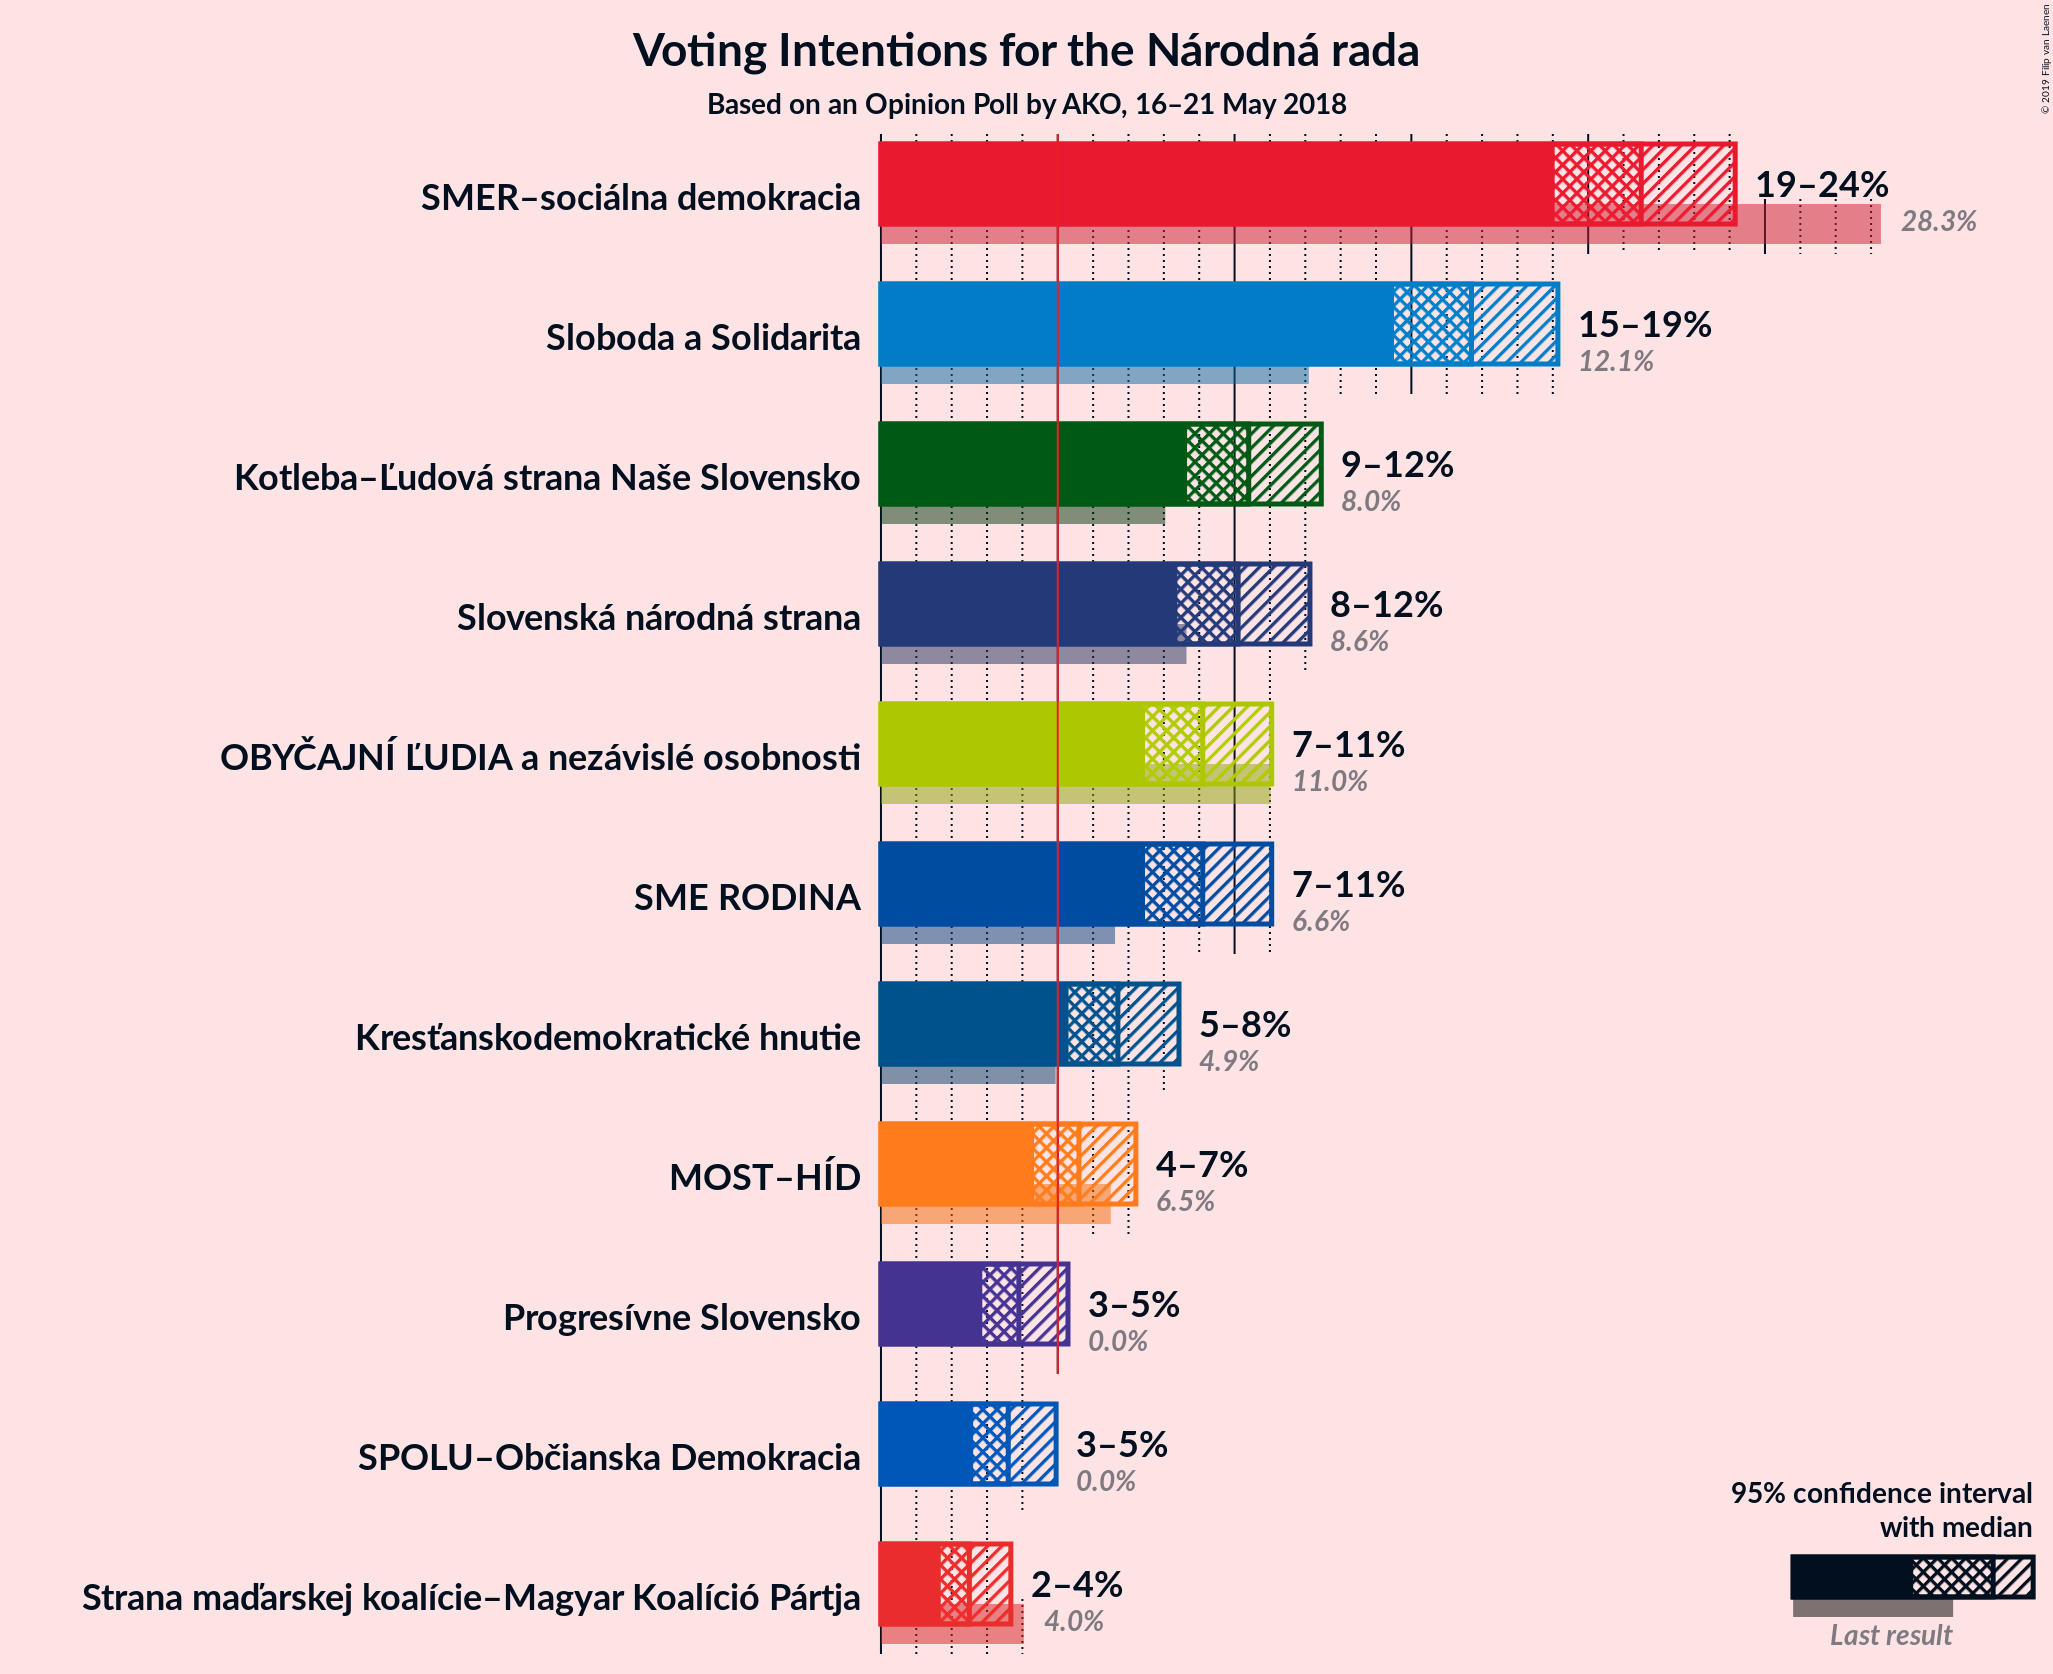 Voting Intentions for the Národná rada
Based on an Opinion Poll by AKO, 16–21 May 2018
© 2019 Filip van Laenen
SMER–sociálna demokracia
19–24%
28.3%
Sloboda a Solidarita
15–19%
12.1%
Kotleba–Ľudová strana Naše Slovensko
9–12%
8.0%
Slovenská národná strana
8–12%
8.6%
OBYČAJNÍ ĽUDIA a nezávislé osobnosti
7–11%
11.0%
SME RODINA
7–11%
6.6%
Kresťanskodemokratické hnutie
5–8%
4.9%
MOST–HÍD
4–7%
6.5%
Progresívne Slovensko
3–5%
0.0%
SPOLU–Občianska Demokracia
3–5%
0.0%
Strana maďarskej koalície–Magyar Koalíció Pártja
2–4%
4.0%
95% confidence interval
with median
Last result